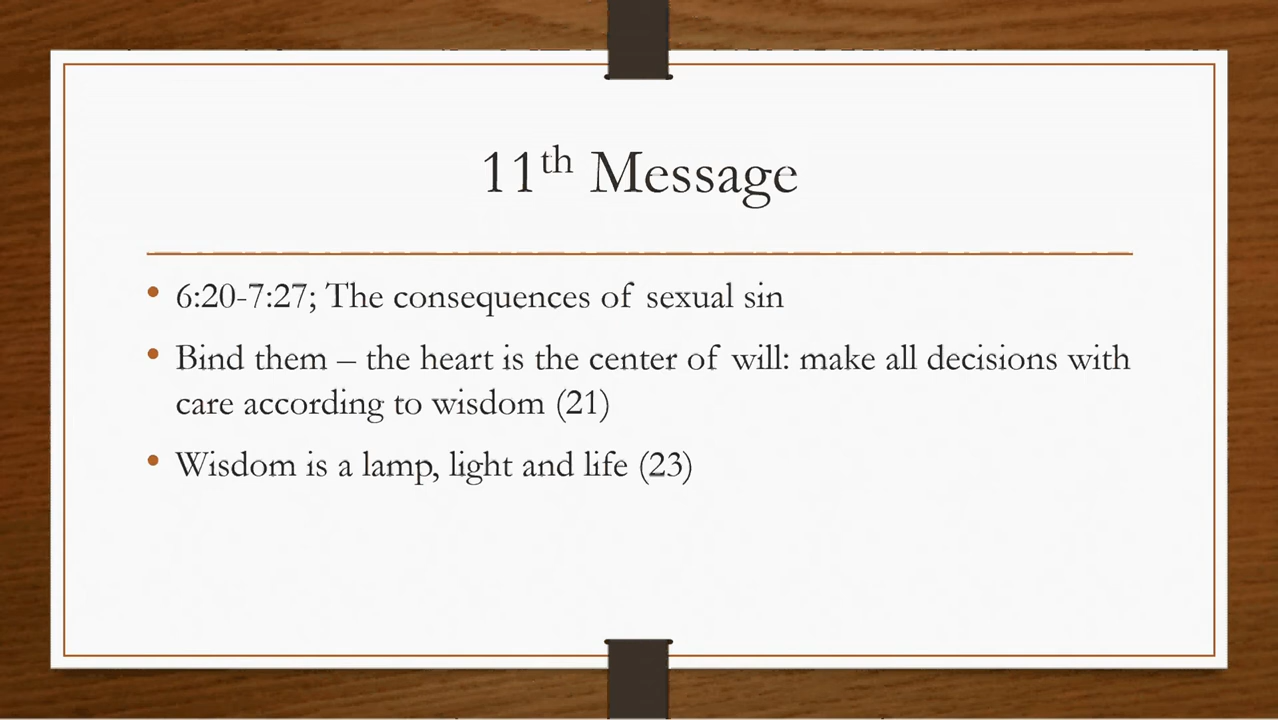 11th Message
6:20-7:27; The consequences of sexual sin
Bind them – the heart is the center of will: make all decisions with
care according to wisdom (21)
Wisdom is a lamp, light and life (23)